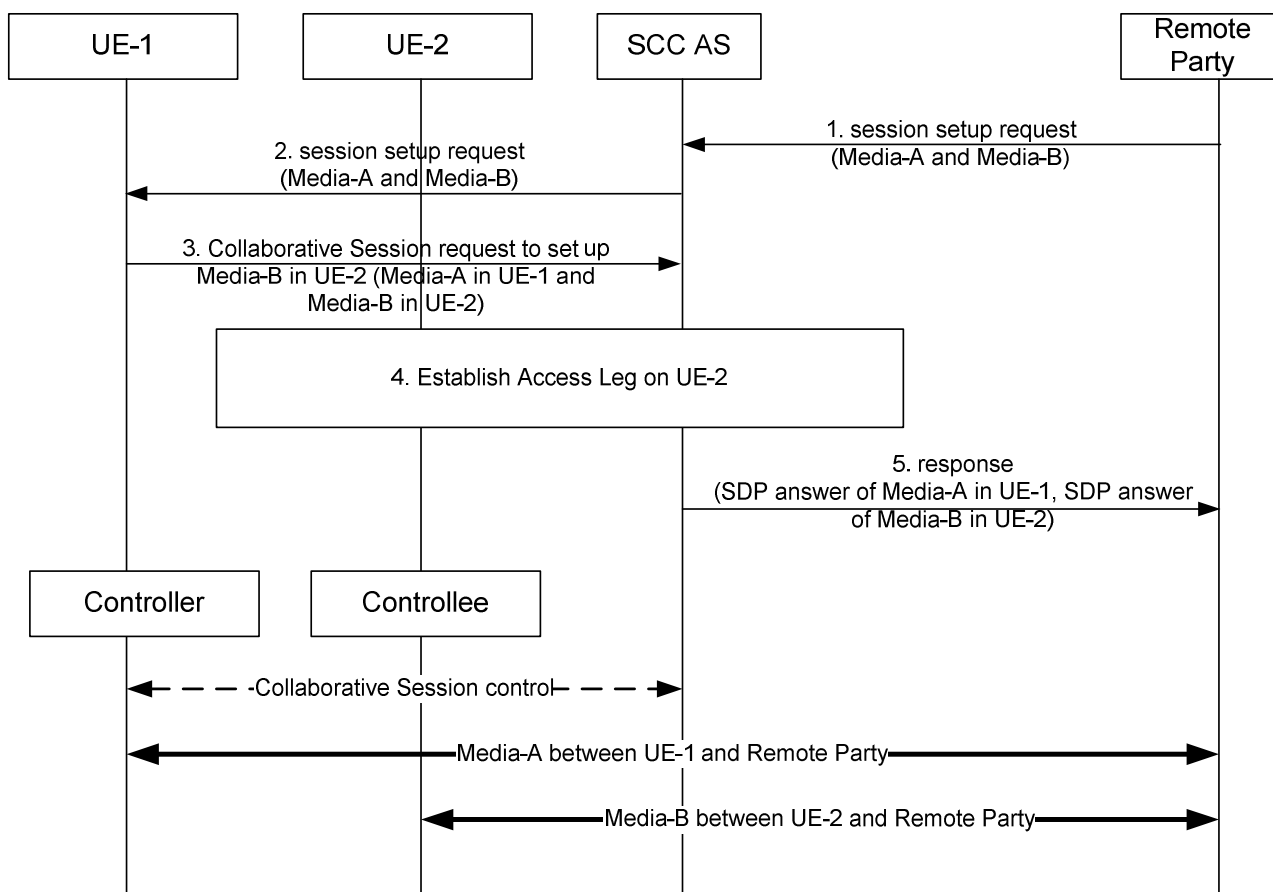 UE-1
UE-2
SCC AS
Remote
Party
1. session setup request
(Media-A and Media-B)
2. session setup request
(Media-A and Media-B)
3. Collaborative Session request to set up
Media-B in UE-2 (Media-A in UE-1 and
Media-B in UE-2)
4. Establish Access Leg on UE-2
5. response
(SDP answer of Media-A in UE-1, SDP answer
of Media-B in UE-2)
Controller
Controllee
Collaborative Session control
Media-A between UE-1 and Remote Party
Media-B between UE-2 and Remote Party